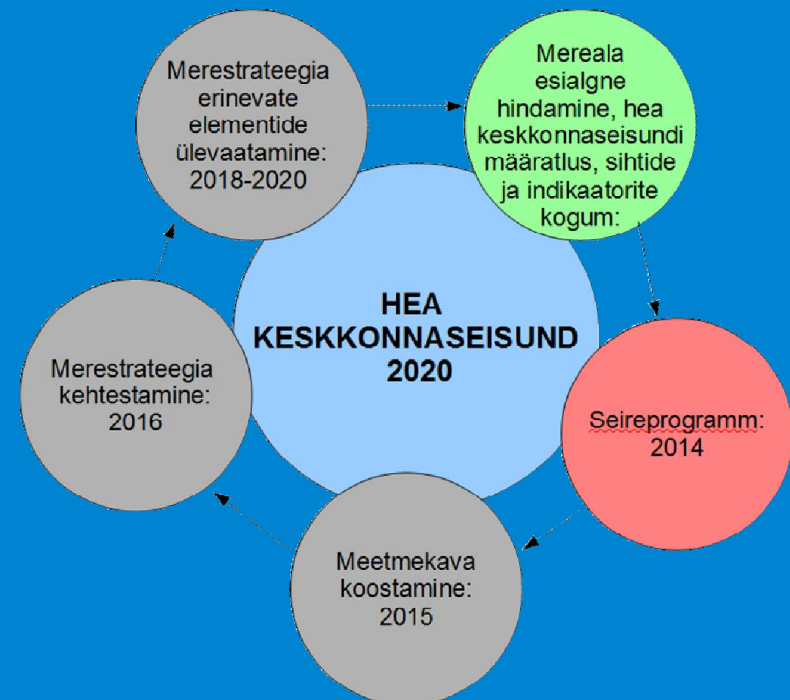 Merestrateegia
erinevate
elementide
ülevaatamine:
2018-2020
Mereala
esialgne
hindamine, hea
keskkonnaseisundi
määratlus, sihtide
ja indikaatorite
kogum:
HEA
KESKKONNASEISUND
2020
Seireprogramm:
2014
Meetmekava
koostamine:
2015
Merestrateegia
kehtestamine:
2016